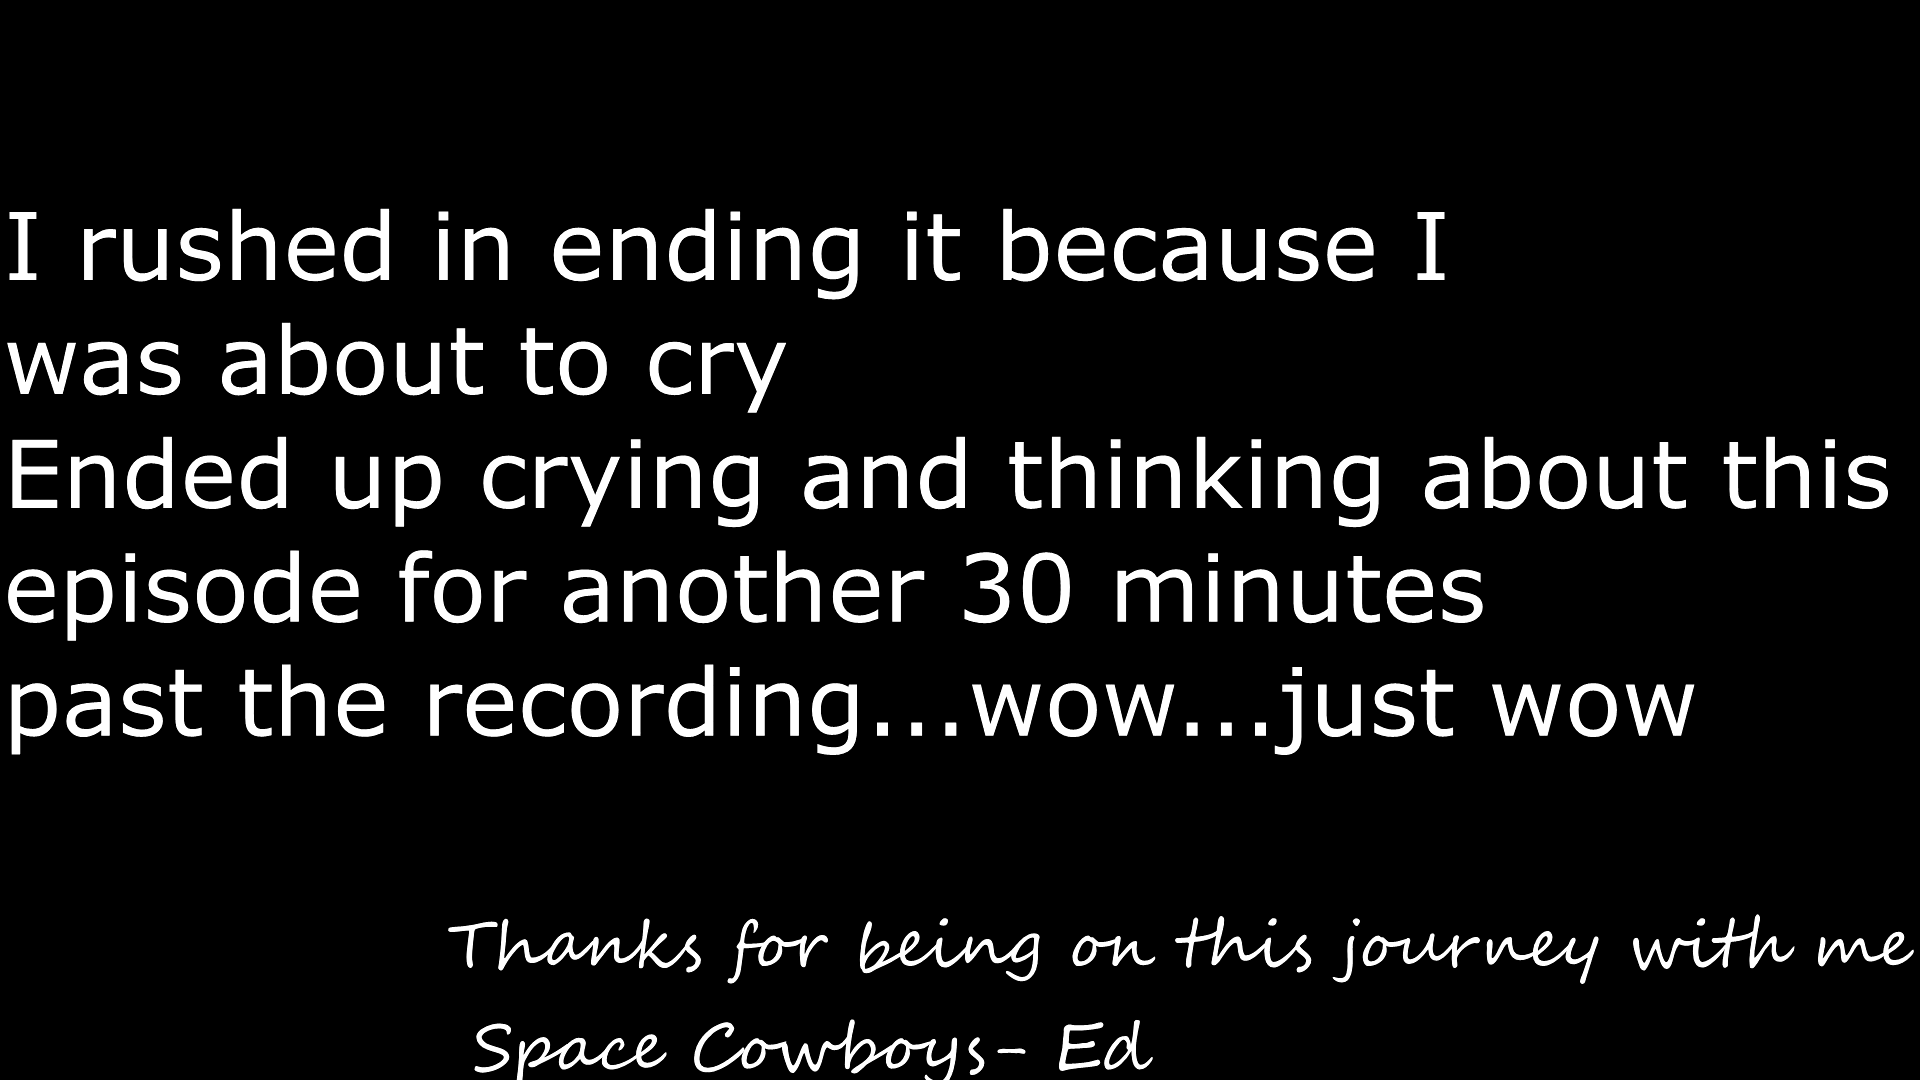 I rushed in ending it because I
was about to cry
Ended up crying and thinking about this
episode for another 30 minutes
past the recording...wow...just wow
Thanks for being on this journey with me
Space Cowboys- Ed